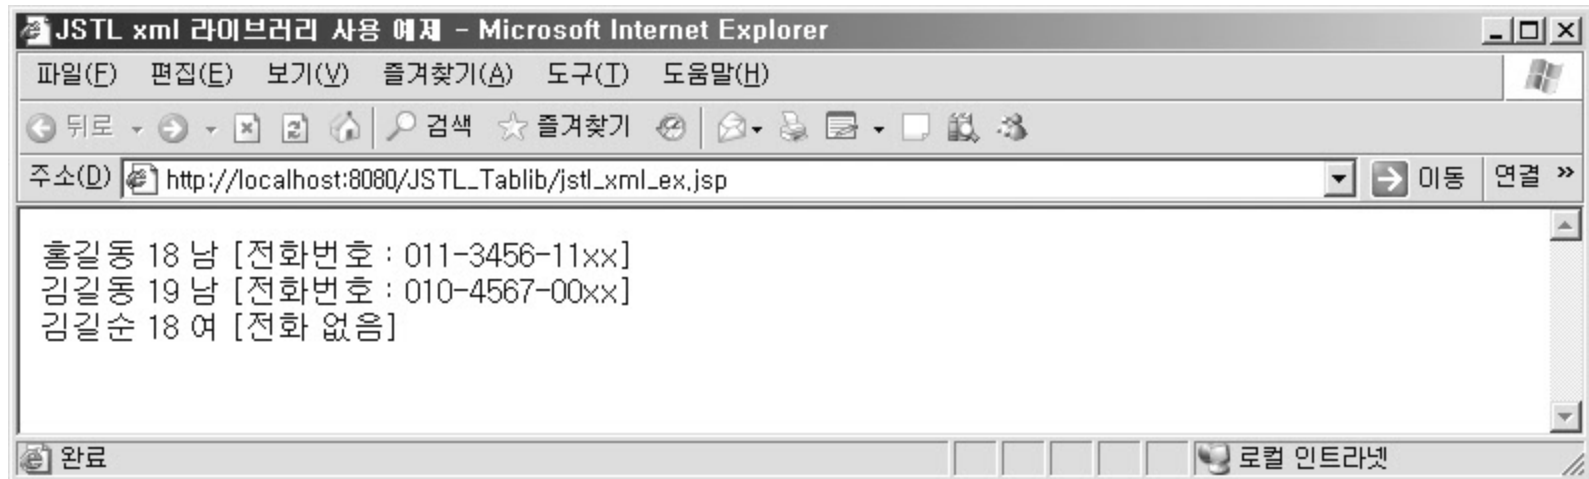 JSTL xml 라이브러리 사용 예제 - Microsoft Internet Explorer
파일(F) 편집(E) 보기(V) 즐겨찾기(A) 도구(T) 도움말(H)
뒤로 검색 즐겨찾기
주소(D) http://localhost:8080/JSTL_Tablib/jstl_xml_ex.jsp 이동 연결 »
홍길동 18 남 [전화번호 : 011-3456-11xx]
김길동 19 남 [전화번호 : 010-4567-00xx]
김길순 18 여 [전화 없음]
완료 로컬 인트라넷